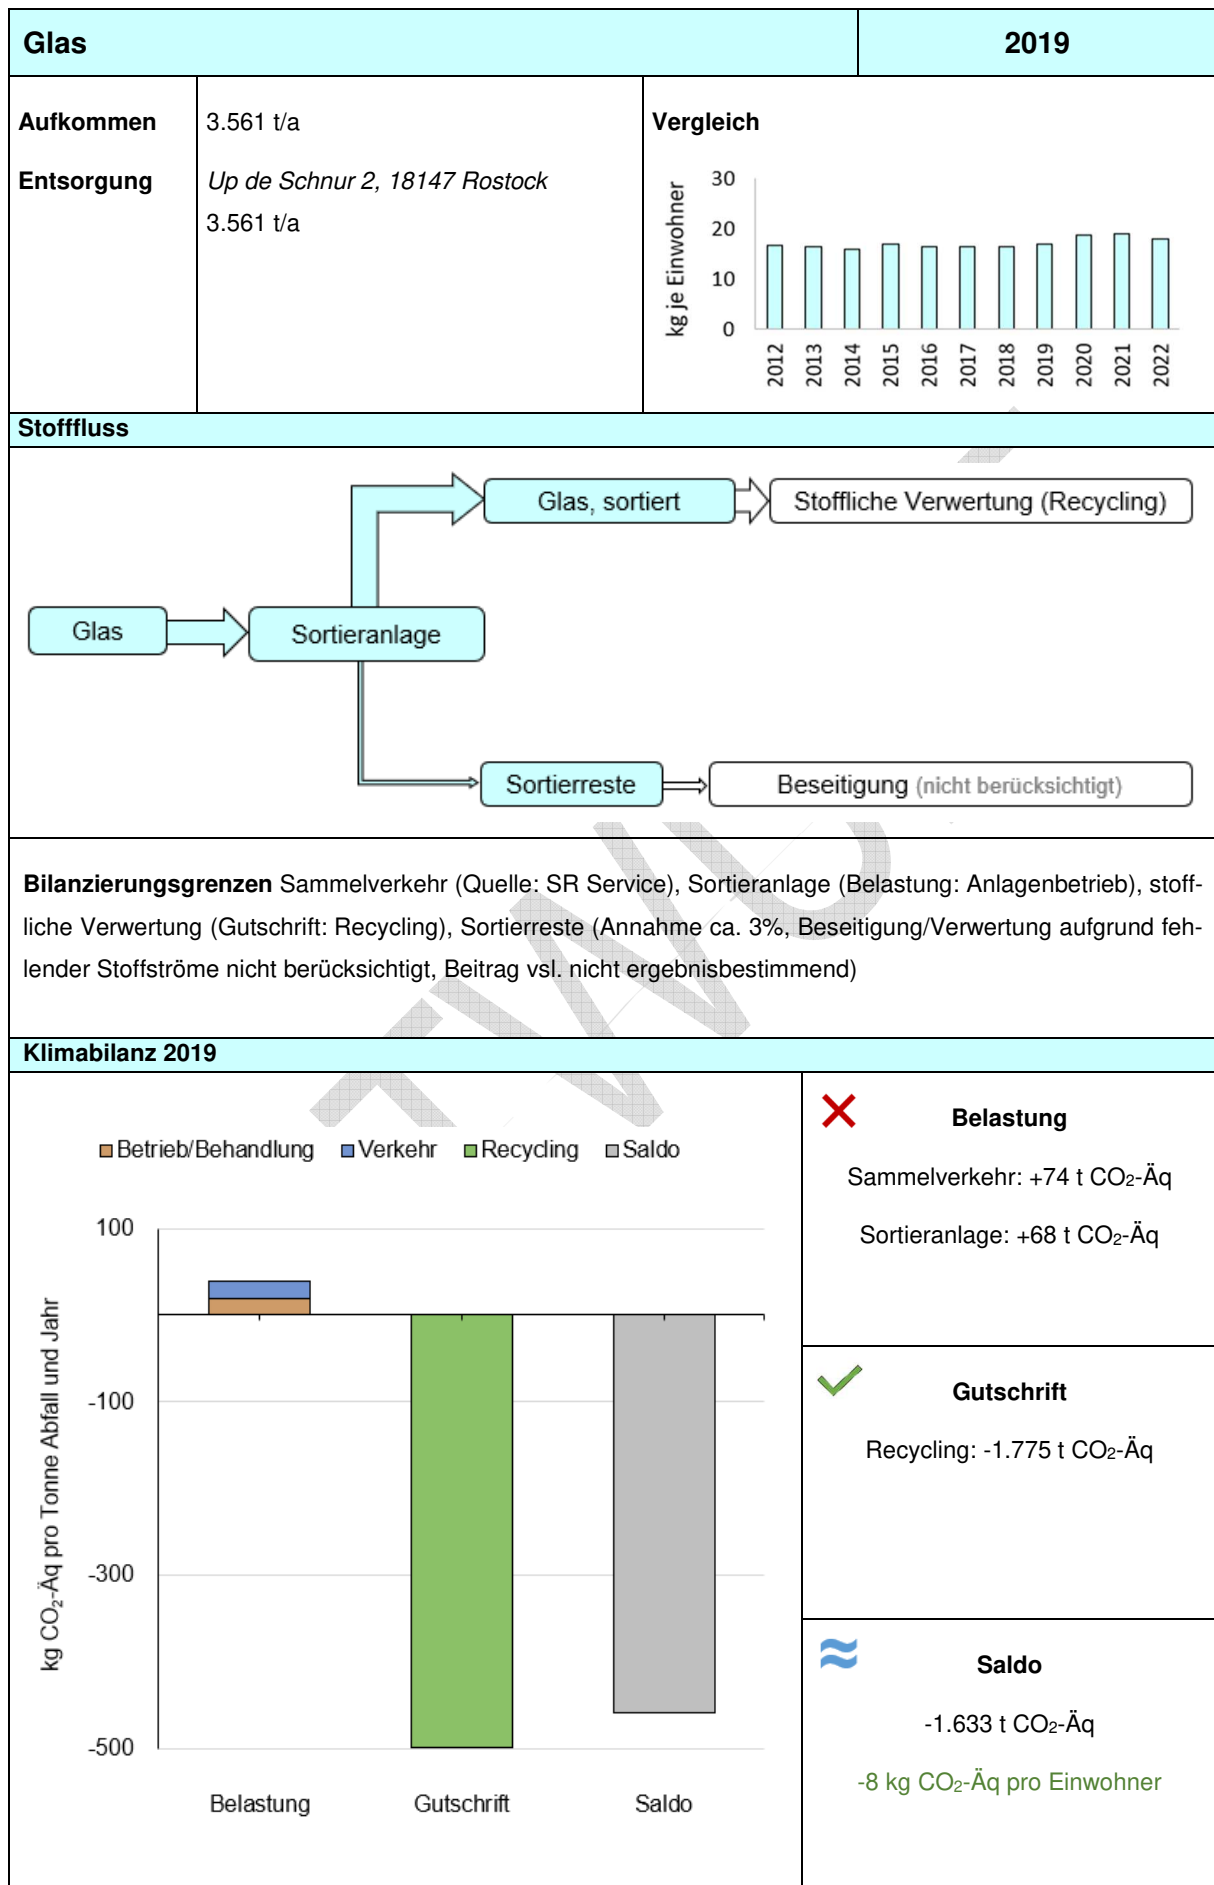 Glas
2019
Aufkommen
3.561 t/a
Entsorgung
Up de Schnur 2, 18147 Rostock
3.561 t/a
Vergleich
kg je Einwohner
30
20
10
0
2012
2013
2014
2015
2016
2017
2018
2019
2020
2021
2022
Stofffluss
Glas, sortiert
Stoffliche Verwertung (Recycling)
Glas
Sortieranlage
Sortierreste
Beseitigung (nicht berücksichtigt)
Bilanzierungsgrenzen Sammelverkehr (Quelle: SR Service), Sortieranlage (Belastung: Anlagenbetrieb), stoff-
liche Verwertung (Gutschrift: Recycling), Sortierreste (Annahme ca. 3%, Beseitigung/Verwertung aufgrund feh-
lender Stoffströme nicht berücksichtigt, Beitrag vsl. nicht ergebnisbestimmend)
Klimabilanz 2019
Betrieb/Behandlung Verkehr Recycling Saldo
kg CO₂-Äq pro Tonne Abfall und Jahr
100
-100
-300
-500
Belastung Gutschrift Saldo
Belastung
Sammelverkehr: +74 t CO₂-Äq
Sortieranlage: +68 t CO₂-Äq
Gutschrift
Recycling: -1.775 t CO₂-Äq
Saldo
-1.633 t CO₂-Äq
-8 kg CO₂-Äq pro Einwohner